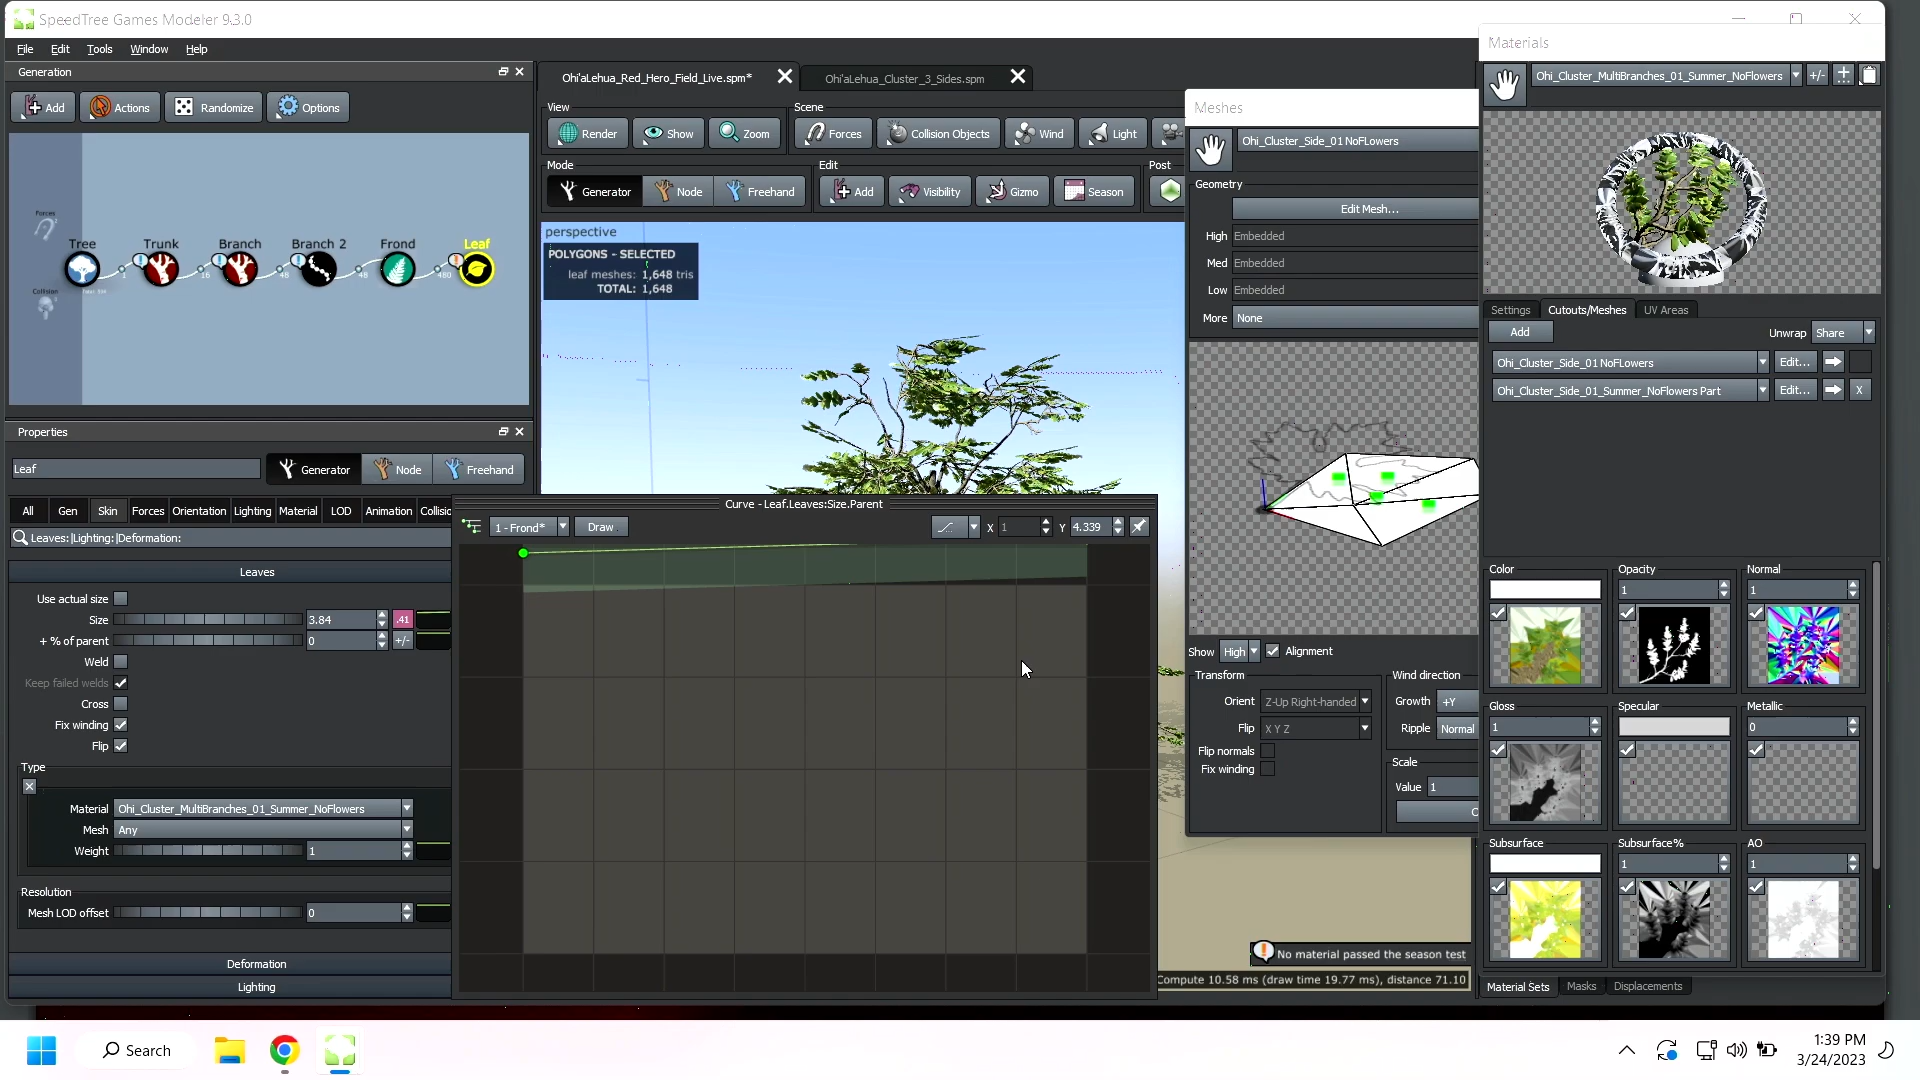 SpeedTree Games Modeler 9.3.0
File Edit Tools Window Help
Generation
Add Actions Randomize Options
Forces
Collision
Tree Trunk Branch Branch 2 Frond Leaf
1 16 48 48 480
Properties
Leaf
Generator Node Freehand
All Gen Skin Forces Orientation Lighting Material LOD Animation Collisio
Leaves:|Lighting:|Deformation:
Leaves
Use actual size
Size 3.84 .41
+ % of parent 0 +/-
Weld
Keep failed welds
Cross
Fix winding
Flip
Type
Material Ohi_Cluster_MultiBranches_01_Summer_NoFlowers
Mesh Any
Weight 1
Resolution
Mesh LOD offset 0
Deformation
Lighting
Ohi'aLehua_Red_Hero_Field_Live.spm*
Ohi'aLehua_Cluster_3_Sides.spm
View Scene
Render Show Zoom Forces Collision Objects Wind Light
Mode Edit Post
Generator Node Freehand Add Visibility Gizmo Season
perspective
POLYGONS - SELECTED
leaf meshes: 1,648 tris
TOTAL: 1,648
Curve - Leaf.Leaves:Size.Parent
1 - Frond* Draw X 1 Y 4.339
No material passed the season test
Compute 10.58 ms (draw time 19.77 ms), distance 71.10
Meshes
Ohi_Cluster_Side_01 NoFLowers
Geometry
Edit Mesh...
High Embedded
Med Embedded
Low Embedded
More None
Show High Alignment
Transform
Orient Z-Up Right-handed
Flip X Y Z
Flip normals
Fix winding
Wind direction
Growth +Y
Ripple Normal
Scale
Value 1
C
Materials
Ohi_Cluster_MultiBranches_01_Summer_NoFlowers +/-
Settings Cutouts/Meshes UV Areas
Add Unwrap Share
Ohi_Cluster_Side_01 NoFLowers Edit...
Ohi_Cluster_Side_01_Summer_NoFlowers Part Edit... X
Color Opacity Normal
1 1
Gloss Specular Metallic
1 0
Subsurface Subsurface% AO
1 1
Material Sets Masks Displacements
Search
1:39 PM
3/24/2023